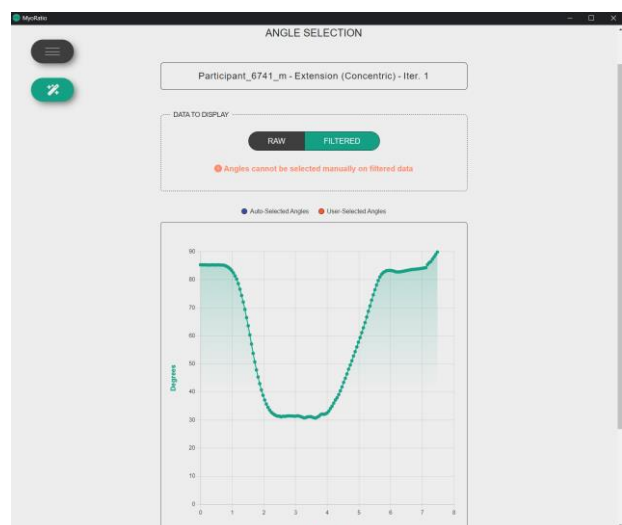 MyoRatio
ANGLE SELECTION
Participant_6741_m - Extension (Concentric) - Iter. 1
DATA TO DISPLAY
RAW FILTERED
Angles cannot be selected manually on filtered data
Auto-Selected Angles User-Selected Angles
90
80
70
60
50
40
30
20
10
0
Degrees
0 1 2 3 4 5 6 7 8